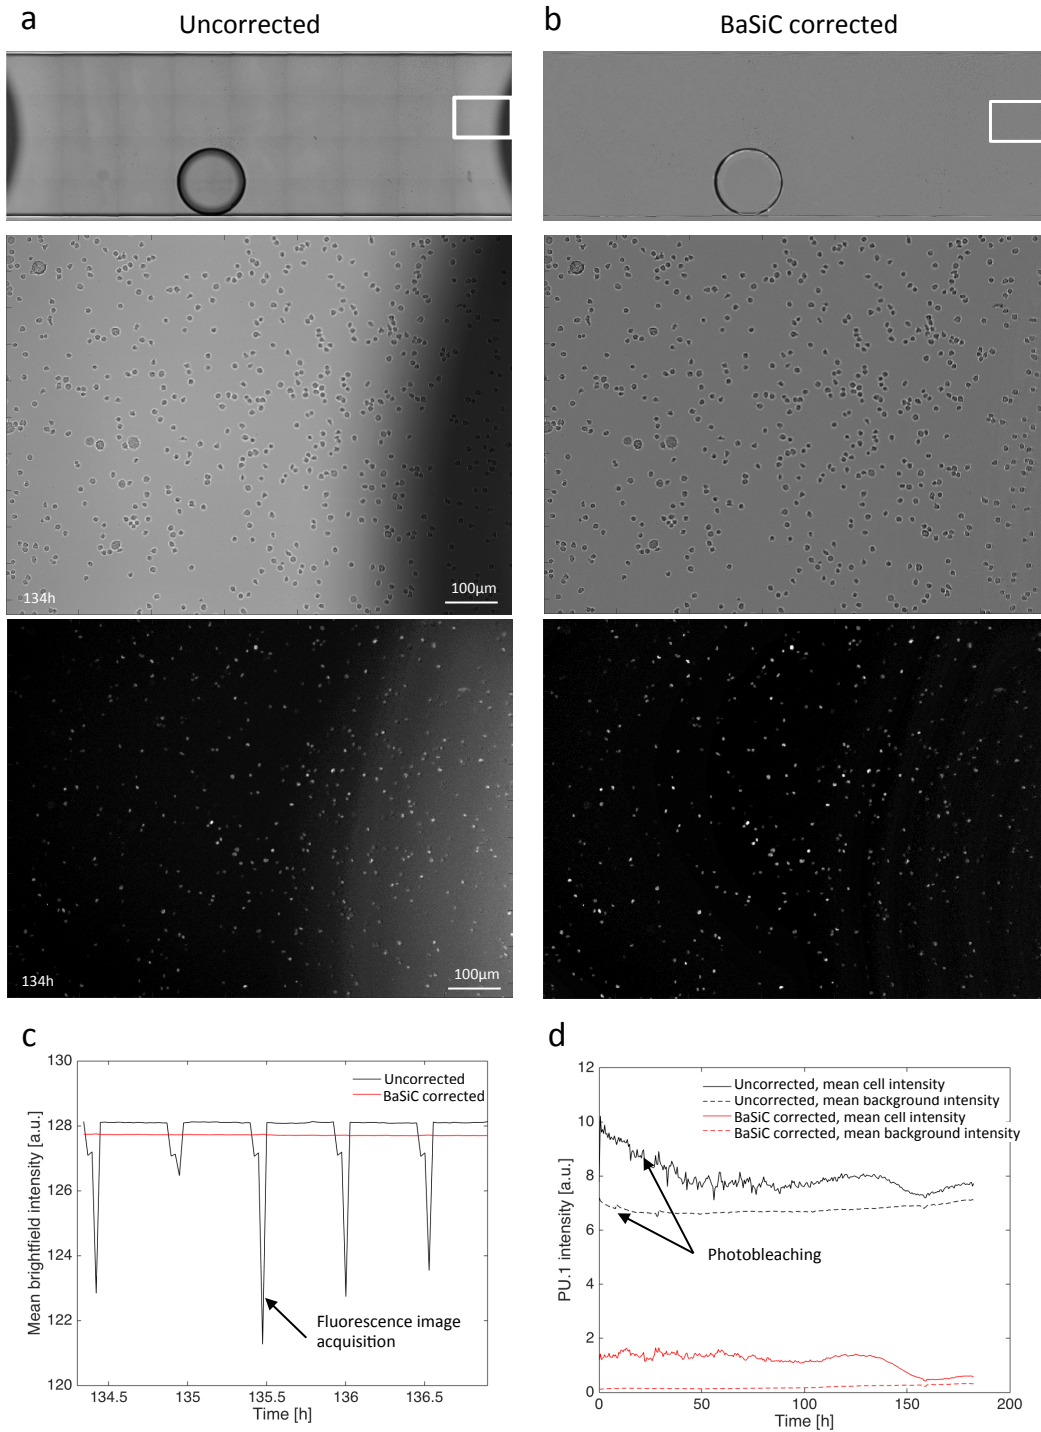 a
Uncorrected
b
BaSiC corrected
134h
100µm
134h
100µm
c
130
128
126
124
122
120
Mean brightfield intensity [a.u.]
Uncorrected
BaSiC corrected
Fluorescence image
acquisition
134.5
135
135.5
136
136.5
Time [h]
d
12
10
8
6
4
2
0
PU.1 intensity [a.u.]
Uncorrected, mean cell intensity
Uncorrected, mean background intensity
BaSiC corrected, mean cell intensity
BaSiC corrected, mean background intensity
Photobleaching
0
50
100
150
200
Time [h]